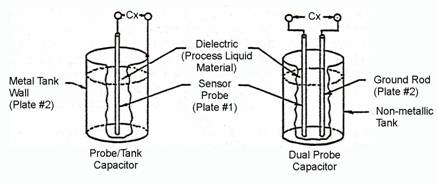 Cx
Cx
Dielectric
(Process Liquid
Material)
Metal Tank
Wall
(Plate #2)
Sensor
Probe
(Plate #1)
Ground Rod
(Plate #2)
Non-metallic
Tank
Probe/Tank
Capacitor
Dual Probe
Capacitor